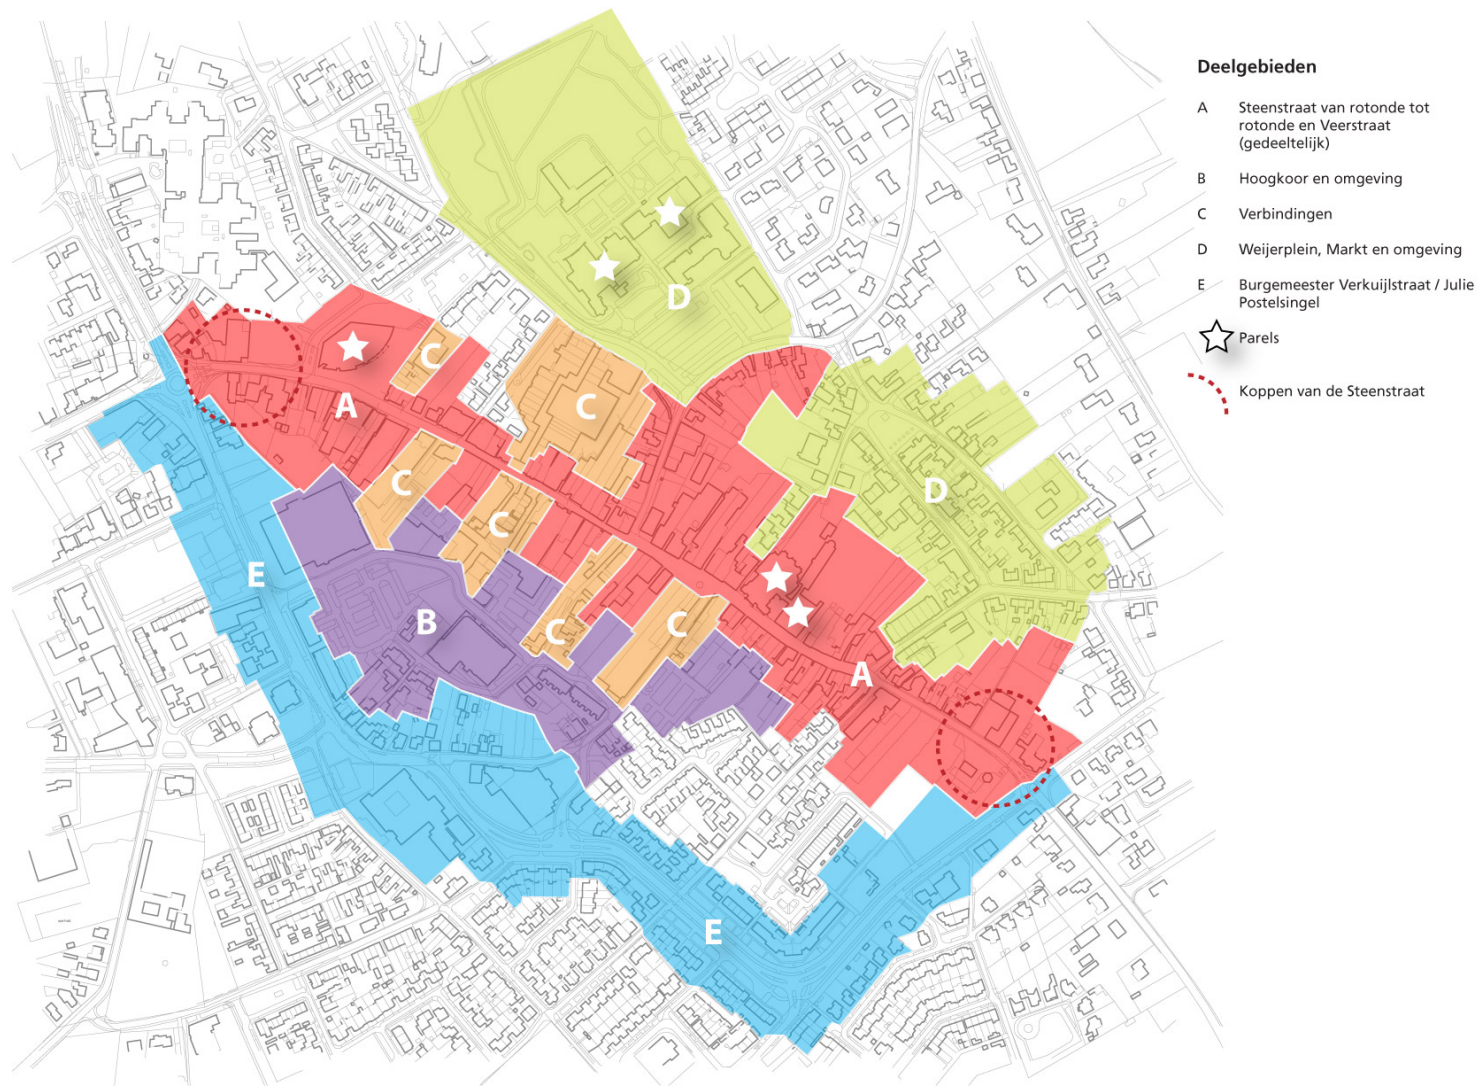 Deelgebieden
A Steenstraat van rotonde tot
rotonde en Veerstraat
(gedeeltelijk)
B Hoogkoor en omgeving
C Verbindingen
D Weijerplein, Markt en omgeving
E Burgemeester Verkuijlstraat / Julie
Postelsingel
Parels
Koppen van de Steenstraat
D
C
A
C
C
D
C
E
B
C
C
A
E